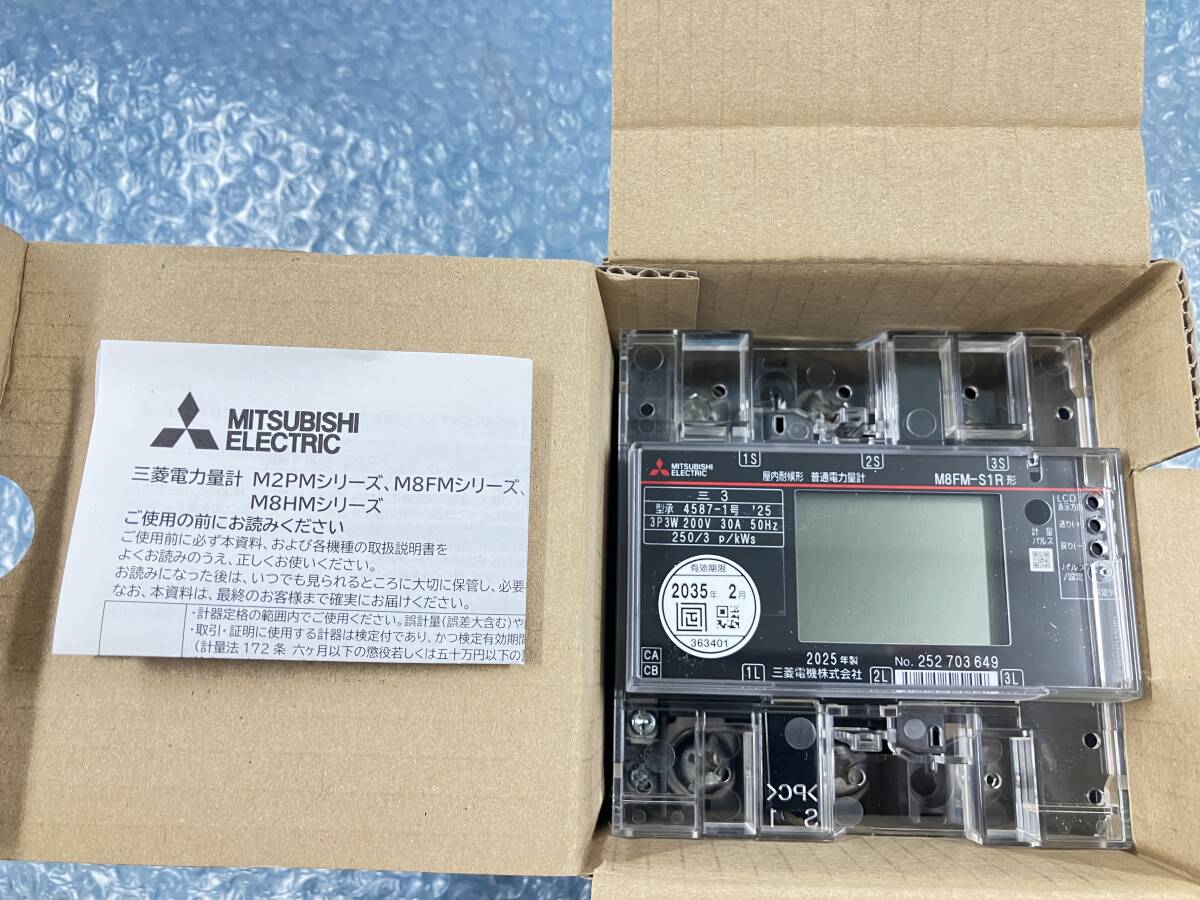 MITSUBISHI
ELECTRIC
三菱電力量計 M2PMシリーズ、M8FMシリーズ、
M8HMシリーズ
ご使用の前にお読みください
ご使用前に必ず本資料、および各機種の取扱説明書を
よくお読みのうえ、正しくお使いください。
お読みになった後は、いつでも見られるところに大切に保管し、必要
なお、本資料は、最終のお客様まで確実にお届けください。
・計器定格の範囲内でご使用ください。誤計量(誤差大含む)や
・取引・証明に使用する計器は検定付であり、かつ検定有効期間
(計量法172条 六ヶ月以下の懲役若しくは五十万円以下の
MITSUBISHI
ELECTRIC
1S
2S
3S
屋内耐候形 普通電力量計
M8FM-S1R形
三 3
型承 4587-1号 '25
3P3W 200V 30A 50Hz
250/3 p/kWs
LCD
表示方向
送り(+)
戻り(−)
計量
パルス
パルス
/設定
有効期限
2035年 2月
363401
CA
CB
1L
2025年製
三菱電機株式会社
2L
No. 252 703 649
3L
>PC<
S 1